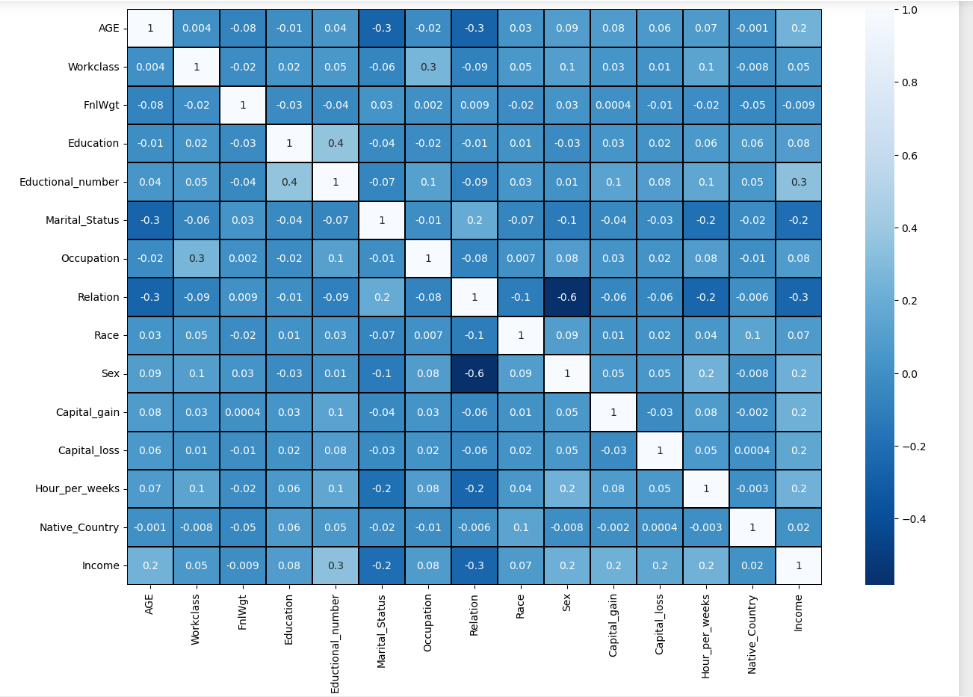 AGE 1 0.004 -0.08 -0.01 0.04 -0.3 -0.02 -0.3 0.03 0.09 0.08 0.06 0.07 -0.001 0.2
Workclass 0.004 1 -0.02 0.02 0.05 -0.06 0.3 -0.09 0.05 0.1 0.03 0.01 0.1 -0.008 0.05
FnlWgt -0.08 -0.02 1 -0.03 -0.04 0.03 0.002 0.009 -0.02 0.03 0.0004 -0.01 -0.02 -0.05 -0.009
Education -0.01 0.02 -0.03 1 0.4 -0.04 -0.02 -0.01 0.01 -0.03 0.03 0.02 0.06 0.06 0.08
Eductional_number 0.04 0.05 -0.04 0.4 1 -0.07 0.1 -0.09 0.03 0.01 0.1 0.08 0.1 0.05 0.3
Marital_Status -0.3 -0.06 0.03 -0.04 -0.07 1 -0.01 0.2 -0.07 -0.1 -0.04 -0.03 -0.2 -0.02 -0.2
Occupation -0.02 0.3 0.002 -0.02 0.1 -0.01 1 -0.08 0.007 0.08 0.03 0.02 0.08 -0.01 0.08
Relation -0.3 -0.09 0.009 -0.01 -0.09 0.2 -0.08 1 -0.1 -0.6 -0.06 -0.06 -0.2 -0.006 -0.3
Race 0.03 0.05 -0.02 0.01 0.03 -0.07 0.007 -0.1 1 0.09 0.01 0.02 0.04 0.1 0.07
Sex 0.09 0.1 0.03 -0.03 0.01 -0.1 0.08 -0.6 0.09 1 0.05 0.05 0.2 -0.008 0.2
Capital_gain 0.08 0.03 0.0004 0.03 0.1 -0.04 0.03 -0.06 0.01 0.05 1 -0.03 0.08 -0.002 0.2
Capital_loss 0.06 0.01 -0.01 0.02 0.08 -0.03 0.02 -0.06 0.02 0.05 -0.03 1 0.05 0.0004 0.2
Hour_per_weeks 0.07 0.1 -0.02 0.06 0.1 -0.2 0.08 -0.2 0.04 0.2 0.08 0.05 1 -0.003 0.2
Native_Country -0.001 -0.008 -0.05 0.06 0.05 -0.02 -0.01 -0.006 0.1 -0.008 -0.002 0.0004 -0.003 1 0.02
Income 0.2 0.05 -0.009 0.08 0.3 -0.2 0.08 -0.3 0.07 0.2 0.2 0.2 0.2 0.02 1
AGE
Workclass
FnlWgt
Education
Eductional_number
Marital_Status
Occupation
Relation
Race
Sex
Capital_gain
Capital_loss
Hour_per_weeks
Native_Country
Income
1.0
0.8
0.6
0.4
0.2
0.0
−0.2
−0.4